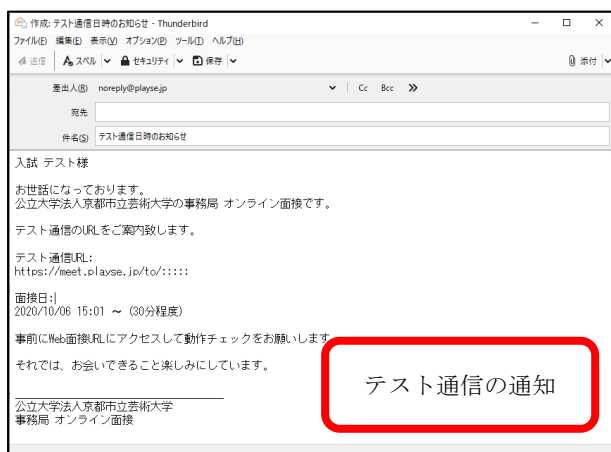 作成: テスト通信日時のお知らせ - Thunderbird
ファイル(F) 編集(E) 表示(V) オプション(P) ツール(T) ヘルプ(H)
送信 スペル セキュリティ 保存 添付
差出人(R) noreply@playse.jp Cc Bcc
宛先
件名(S) テスト通信日時のお知らせ
入試 テスト様
お世話になっております。
公立大学法人京都市立芸術大学の事務局 オンライン面接です。
テスト通信のURLをご案内致します。
テスト通信URL:
https://meet.playse.jp/to/:::::
面接日:
2020/10/06 15:01 ～ (30分程度)
事前にWeb面接URLにアクセスして動作チェックをお願いします
それでは、お会いできること楽しみにしています。
テスト通信の通知
公立大学法人京都市立芸術大学
事務局 オンライン面接